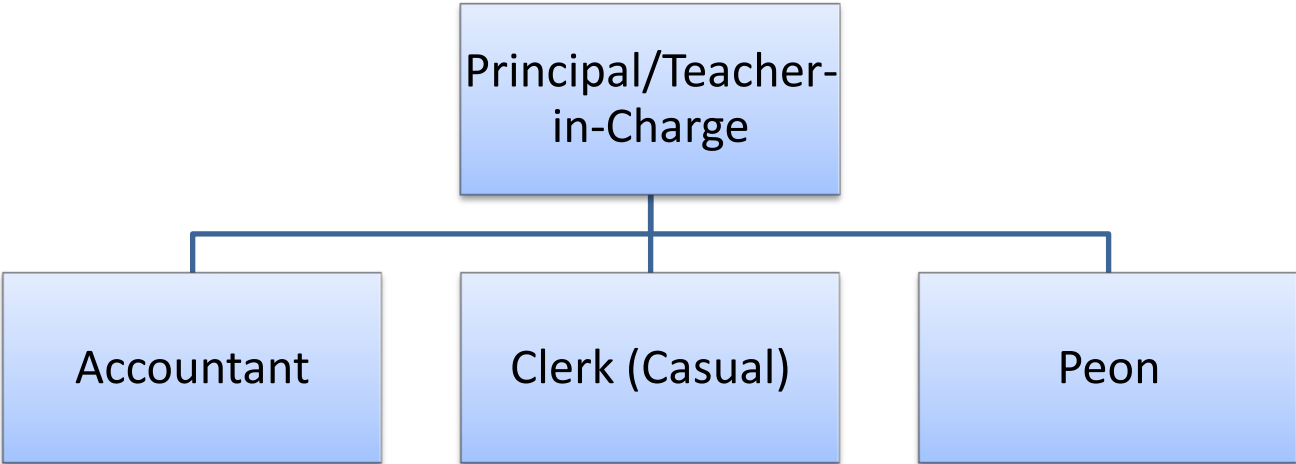 Principal/Teacher-
in-Charge
Accountant
Clerk (Casual)
Peon